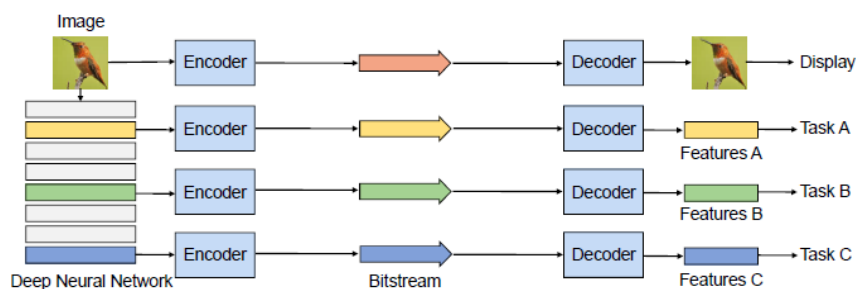 Image
Encoder
Decoder
Display
Encoder
Decoder
Task A
Features A
Encoder
Decoder
Task B
Features B
Encoder
Decoder
Task C
Features C
Deep Neural Network
Bitstream